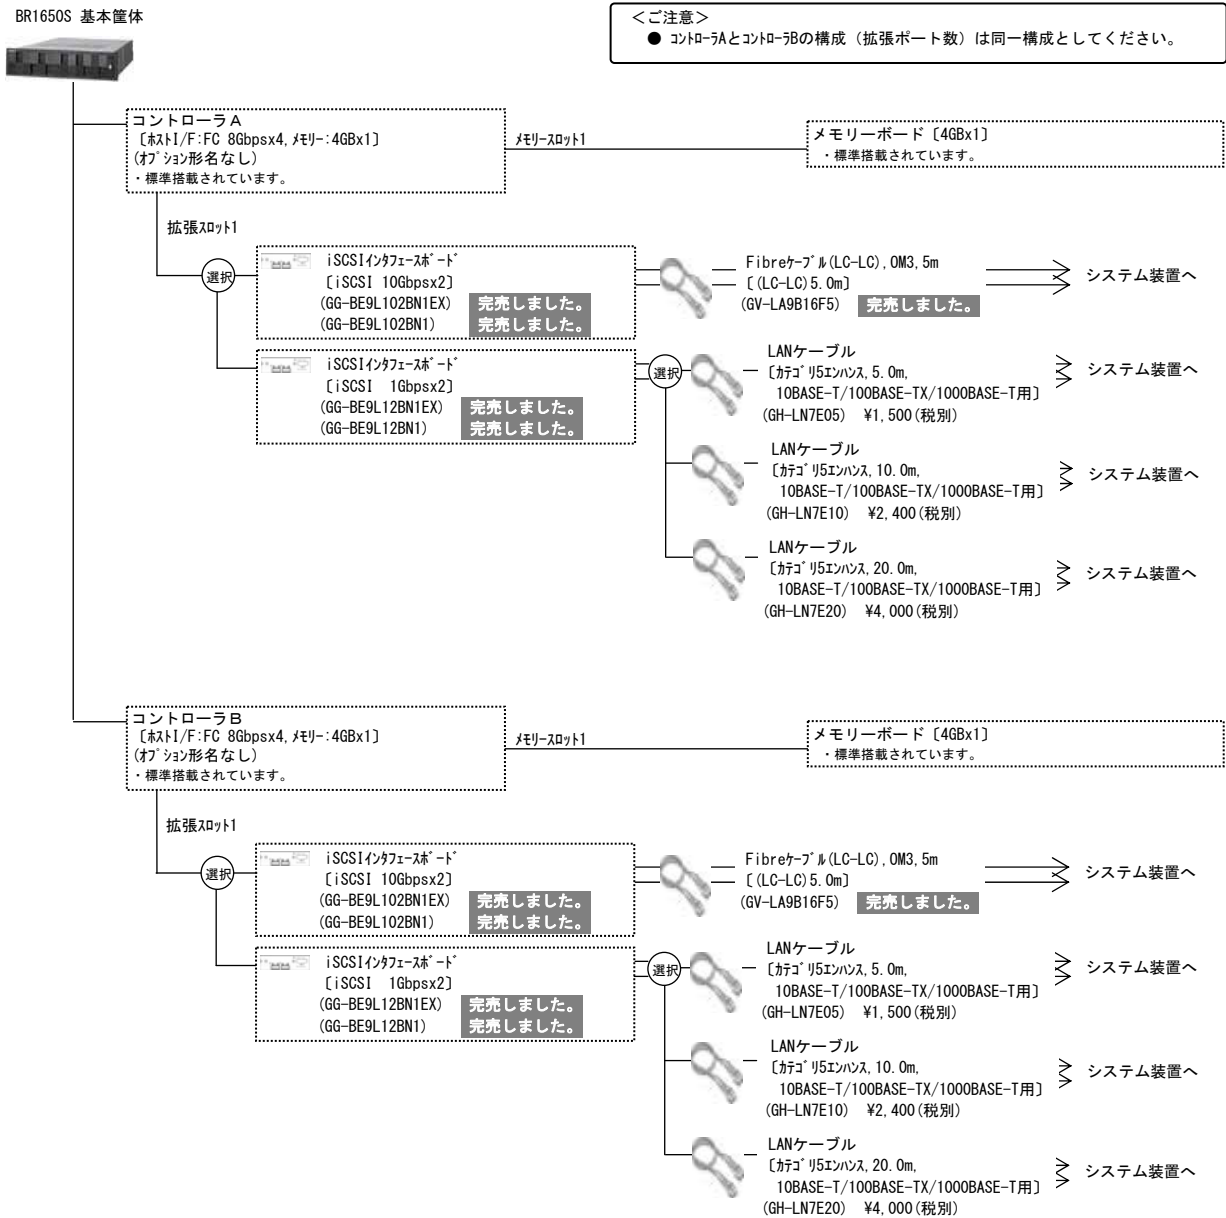 BR1650S 基本筐体
＜ご注意＞
● ｺﾝﾄﾛｰﾗAとｺﾝﾄﾛｰﾗBの構成（拡張ポート数）は同一構成としてください。
コントローラＡ
〔ﾎｽﾄI/F:FC 8Gbpsx4,ﾒﾓﾘｰ:4GBx1〕
(ｵﾌﾟｼｮﾝ形名なし)
・標準搭載されています。
ﾒﾓﾘｰｽﾛｯﾄ1
メモリーボード〔4GBx1〕
・標準搭載されています。
拡張ｽﾛｯﾄ1
選択
iSCSIｲﾝﾀﾌｪｰｽﾎﾞｰﾄﾞ
〔iSCSI 10Gbpsx2〕
(GG-BE9L102BN1EX) 完売しました。
(GG-BE9L102BN1) 完売しました。
Fibreｹｰﾌﾞﾙ(LC-LC),OM3,5m
〔(LC-LC)5.0m〕
(GV-LA9B16F5) 完売しました。
システム装置へ
iSCSIｲﾝﾀﾌｪｰｽﾎﾞｰﾄﾞ
〔iSCSI 1Gbpsx2〕
(GG-BE9L12BN1EX) 完売しました。
(GG-BE9L12BN1) 完売しました。
選択
LANケーブル
〔ｶﾃｺﾞﾘ5ｴﾝﾊﾝｽ,5.0m,
10BASE-T/100BASE-TX/1000BASE-T用〕
(GH-LN7E05) ¥1,500(税別)
システム装置へ
LANケーブル
〔ｶﾃｺﾞﾘ5ｴﾝﾊﾝｽ,10.0m,
10BASE-T/100BASE-TX/1000BASE-T用〕
(GH-LN7E10) ¥2,400(税別)
システム装置へ
LANケーブル
〔ｶﾃｺﾞﾘ5ｴﾝﾊﾝｽ,20.0m,
10BASE-T/100BASE-TX/1000BASE-T用〕
(GH-LN7E20) ¥4,000(税別)
システム装置へ
コントローラＢ
〔ﾎｽﾄI/F:FC 8Gbpsx4,ﾒﾓﾘｰ:4GBx1〕
(ｵﾌﾟｼｮﾝ形名なし)
・標準搭載されています。
ﾒﾓﾘｰｽﾛｯﾄ1
メモリーボード〔4GBx1〕
・標準搭載されています。
拡張ｽﾛｯﾄ1
選択
iSCSIｲﾝﾀﾌｪｰｽﾎﾞｰﾄﾞ
〔iSCSI 10Gbpsx2〕
(GG-BE9L102BN1EX) 完売しました。
(GG-BE9L102BN1) 完売しました。
Fibreｹｰﾌﾞﾙ(LC-LC),OM3,5m
〔(LC-LC)5.0m〕
(GV-LA9B16F5) 完売しました。
システム装置へ
iSCSIｲﾝﾀﾌｪｰｽﾎﾞｰﾄﾞ
〔iSCSI 1Gbpsx2〕
(GG-BE9L12BN1EX) 完売しました。
(GG-BE9L12BN1) 完売しました。
選択
LANケーブル
〔ｶﾃｺﾞﾘ5ｴﾝﾊﾝｽ,5.0m,
10BASE-T/100BASE-TX/1000BASE-T用〕
(GH-LN7E05) ¥1,500(税別)
システム装置へ
LANケーブル
〔ｶﾃｺﾞﾘ5ｴﾝﾊﾝｽ,10.0m,
10BASE-T/100BASE-TX/1000BASE-T用〕
(GH-LN7E10) ¥2,400(税別)
システム装置へ
LANケーブル
〔ｶﾃｺﾞﾘ5ｴﾝﾊﾝｽ,20.0m,
10BASE-T/100BASE-TX/1000BASE-T用〕
(GH-LN7E20) ¥4,000(税別)
システム装置へ